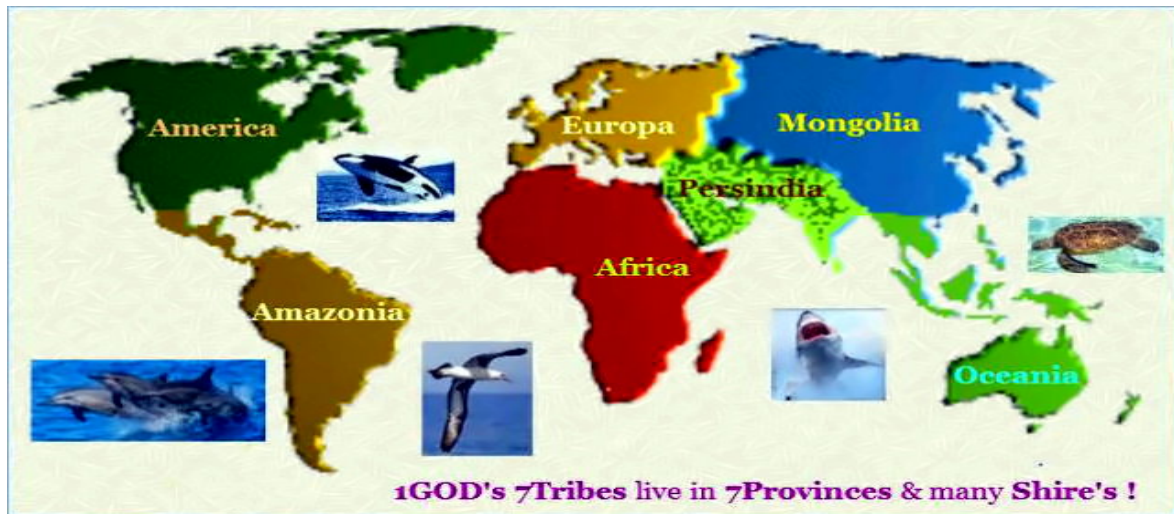 America
Europa
Mongolia
Persindia
Africa
Amazonia
Oceania
1GOD's 7Tribes live in 7Provinces & many Shire's !